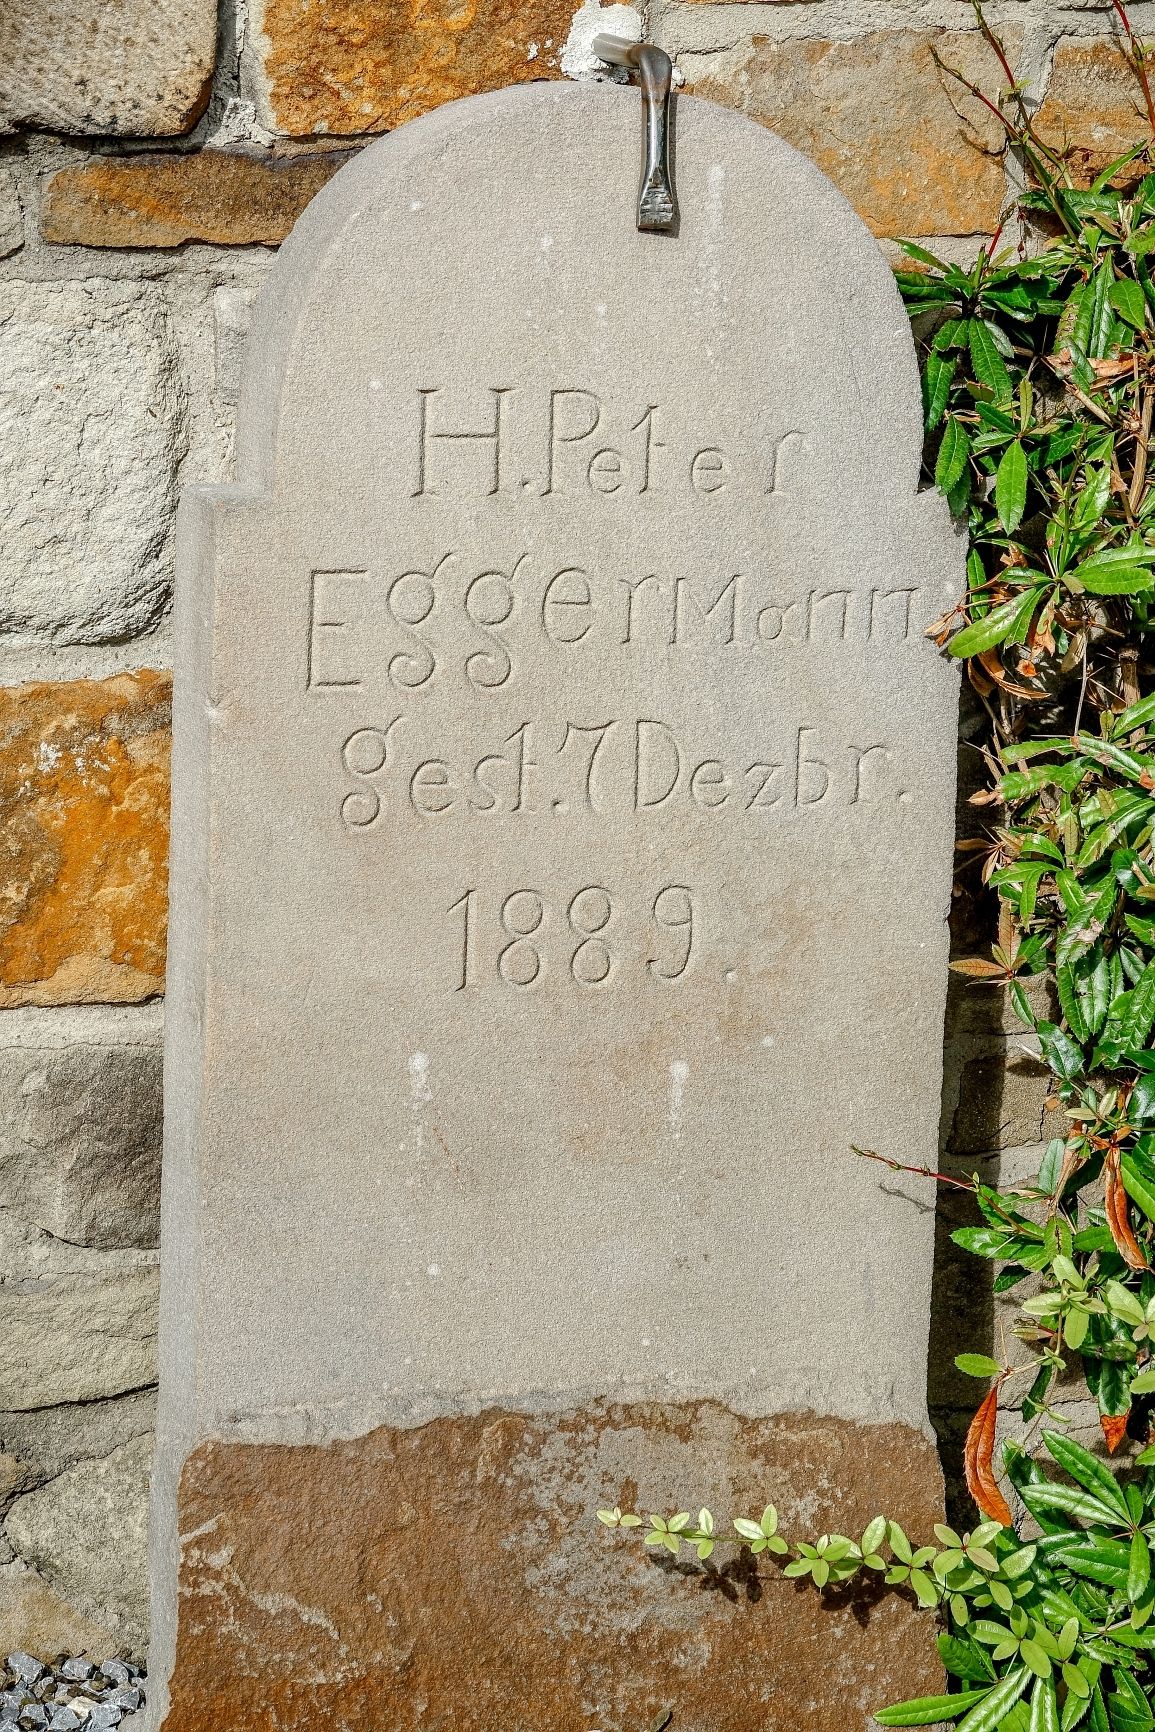 H. Peter
EggerMann
gest. 7 Dezbr.
1889.